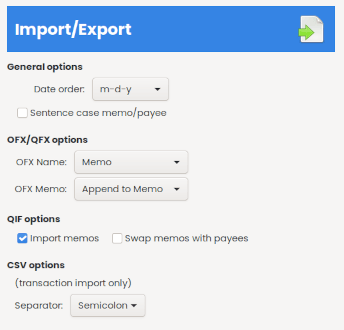 Import/Export
General options
Date order: m-d-y
Sentence case memo/payee
OFX/QFX options
OFX Name: Memo
OFX Memo: Append to Memo
QIF options
Import memos Swap memos with payees
CSV options
(transaction import only)
Separator: Semicolon